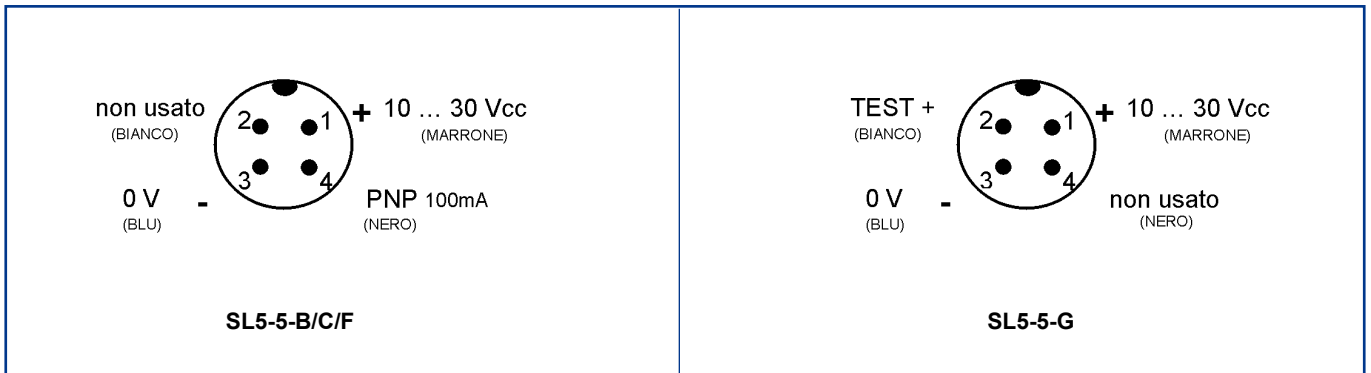 non usato
(BIANCO)
2
1
+ 10 ... 30 Vcc
(MARRONE)
3
4
0 V -
(BLU)
PNP 100mA
(NERO)
SL5-5-B/C/F
TEST +
(BIANCO)
2
1
+ 10 ... 30 Vcc
(MARRONE)
3
4
0 V -
(BLU)
non usato
(NERO)
SL5-5-G